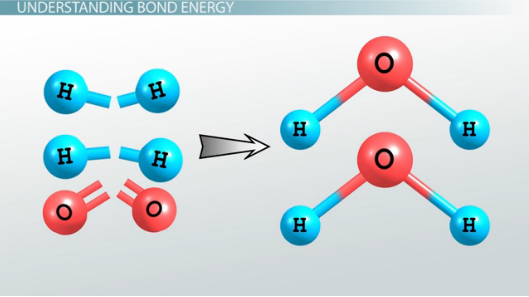 UNDERSTANDING BOND ENERGY
H H
H H
O O
O
H H
O
H H